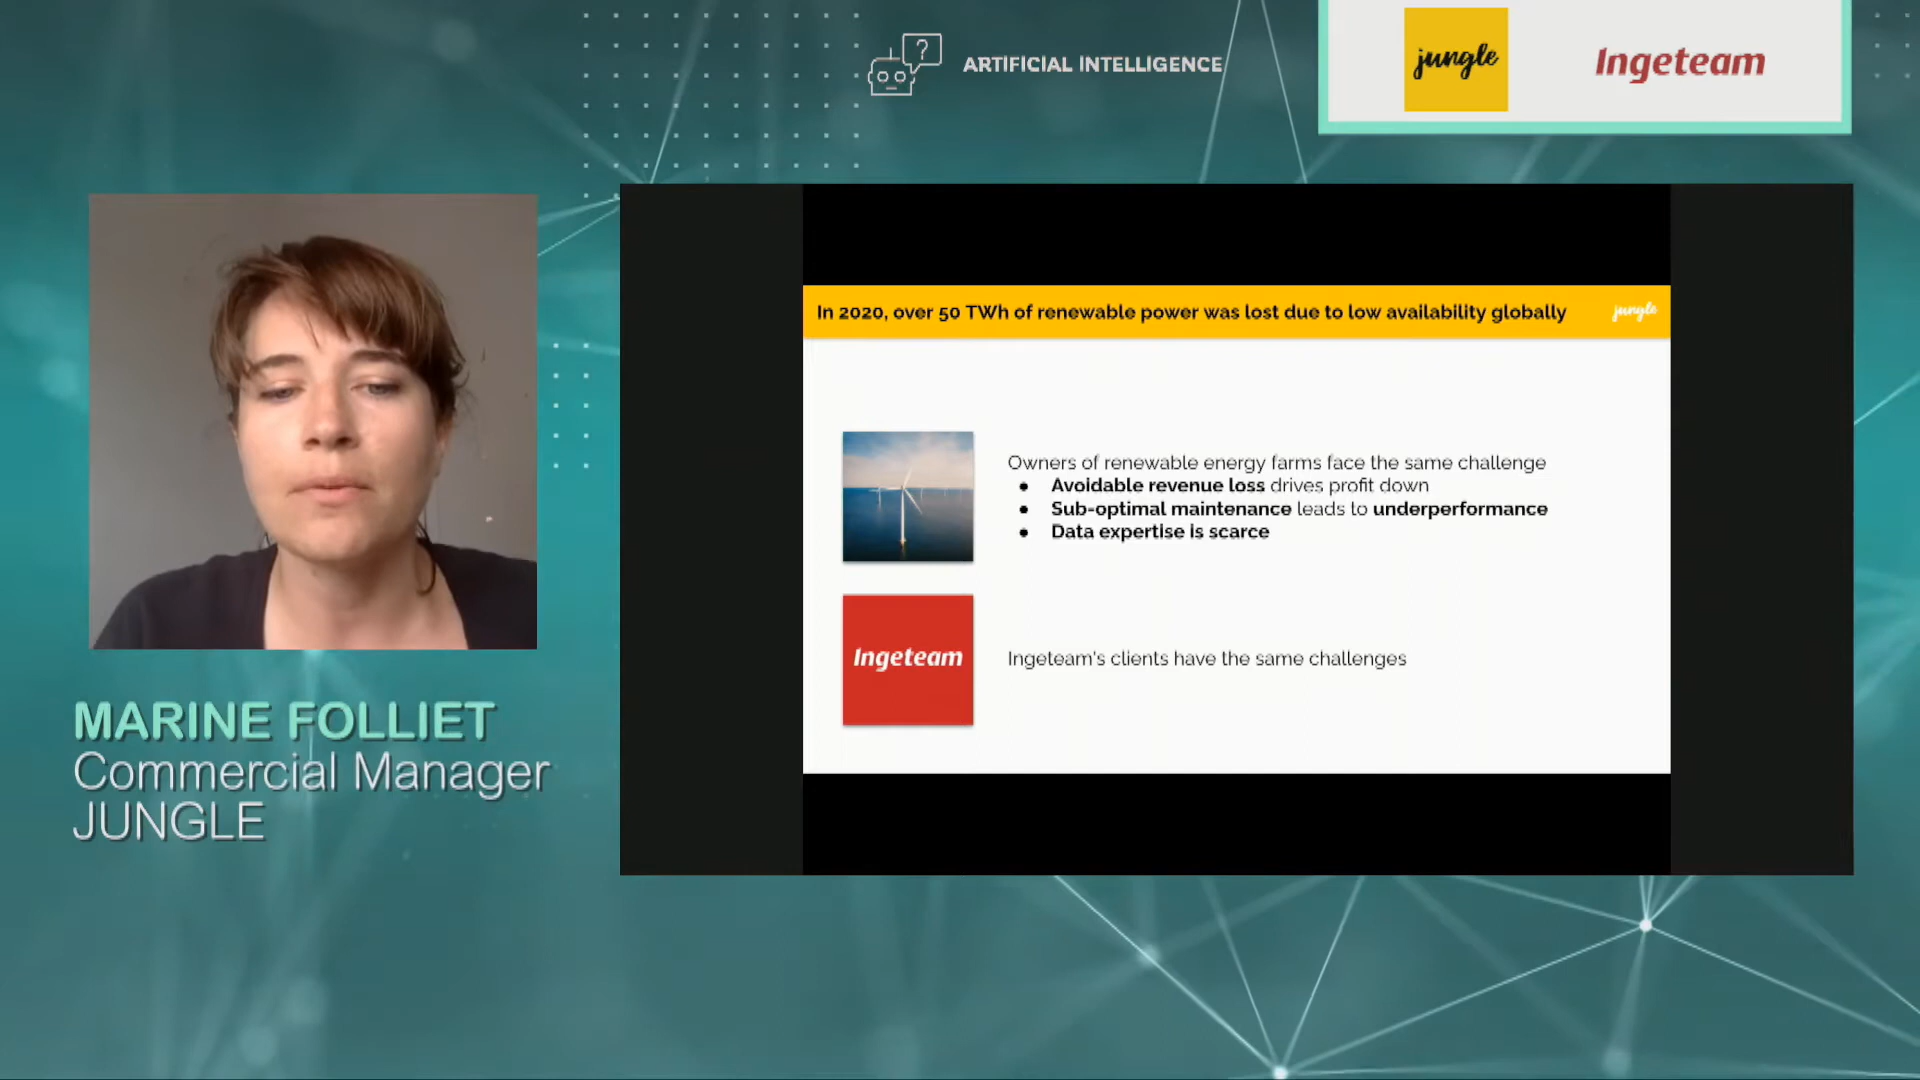 ?
ARTIFICIAL INTELLIGENCE
jungle
Ingeteam
In 2020, over 50 TWh of renewable power was lost due to low availability globally
jungle
Owners of renewable energy farms face the same challenge
● Avoidable revenue loss drives profit down
● Sub-optimal maintenance leads to underperformance
● Data expertise is scarce
Ingeteam
Ingeteam's clients have the same challenges
MARINE FOLLIET
Commercial Manager
JUNGLE